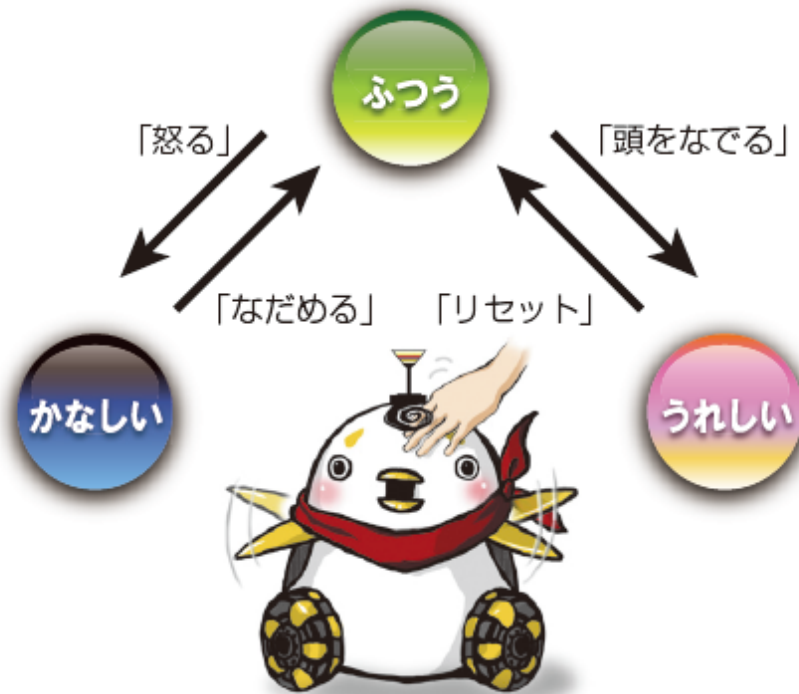 ふつう
「怒る」
「頭をなでる」
「なだめる」
「リセット」
かなしい
うれしい